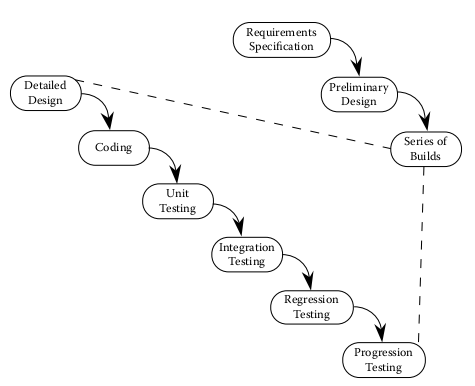 Requirements
Specification
Preliminary
Design
Series of
Builds
Detailed
Design
Coding
Unit
Testing
Integration
Testing
Regression
Testing
Progression
Testing